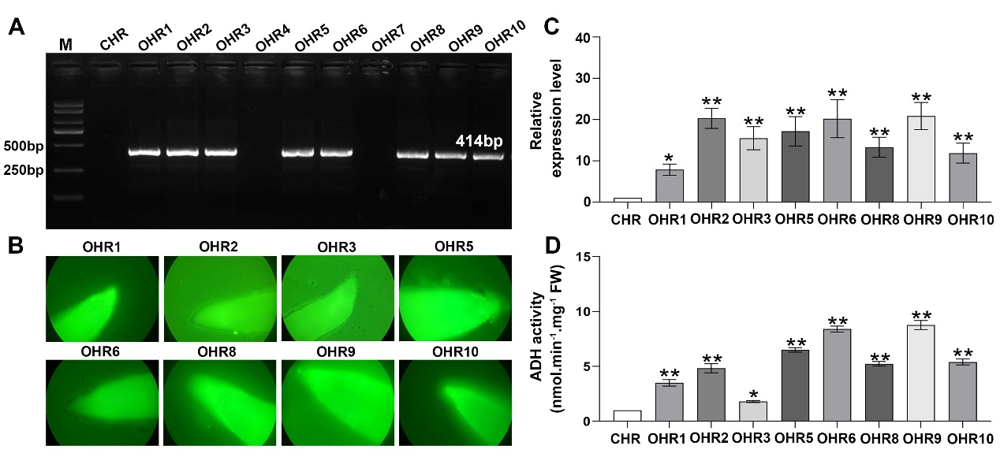 A
M CHR OHR1 OHR2 OHR3 OHR4 OHR5 OHR6 OHR7 OHR8 OHR9 OHR10
500bp
250bp
414bp
B
OHR1 OHR2 OHR3 OHR5
OHR6 OHR8 OHR9 OHR10
C
Relative
expression level
40
30
20
10
0
* ** ** ** ** ** ** **
CHR OHR1 OHR2 OHR3 OHR5 OHR6 OHR8 OHR9 OHR10
D
ADH activity
(nmol.min⁻¹.mg⁻¹ FW)
15
10
5
0
** ** * ** ** ** ** **
CHR OHR1 OHR2 OHR3 OHR5 OHR6 OHR8 OHR9 OHR10